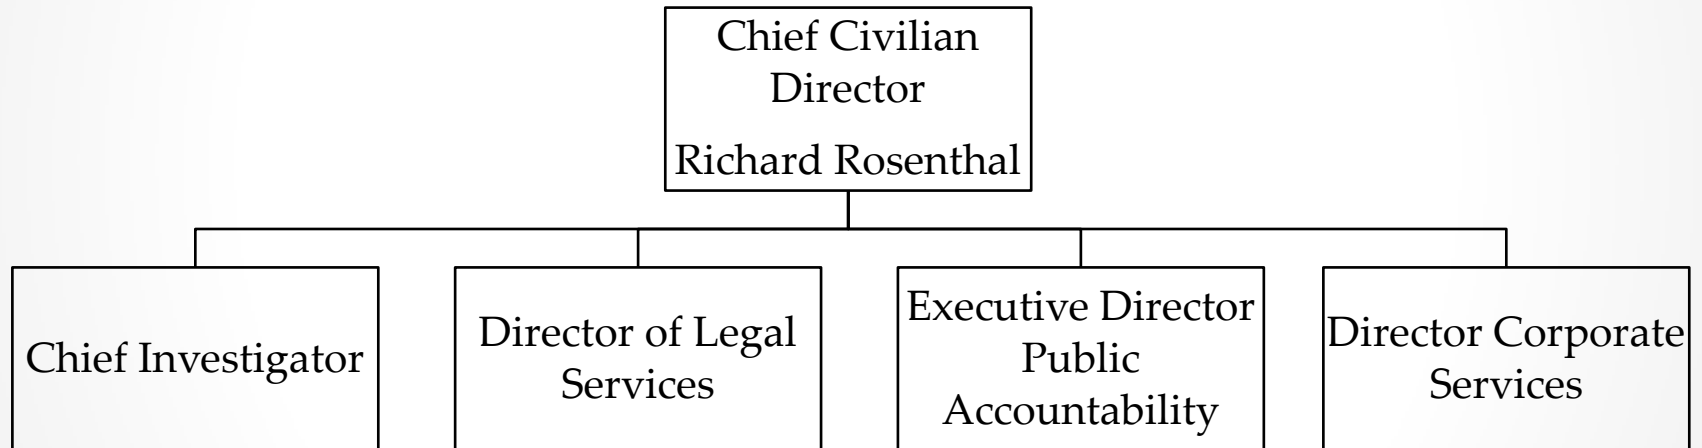 Chief Civilian
Director
Richard Rosenthal
Chief Investigator
Director of Legal
Services
Executive Director
Public
Accountability
Director Corporate
Services